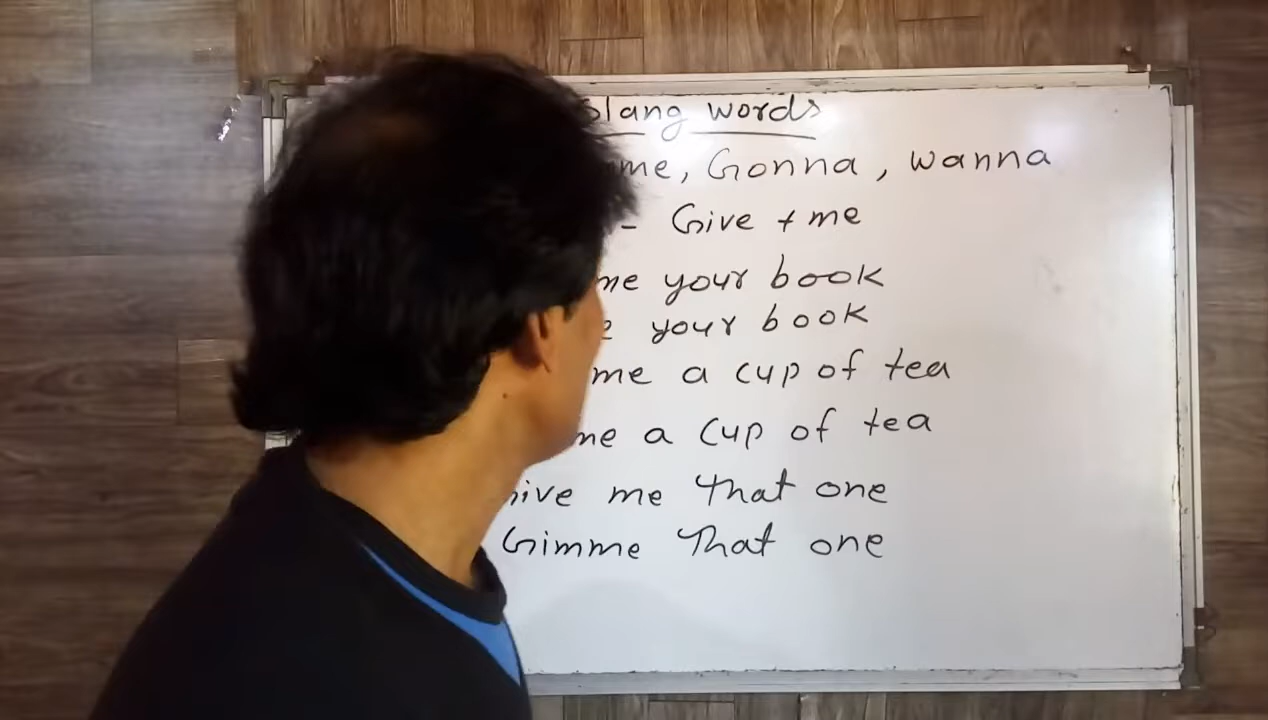 Slang words
me, Gonna, wanna
- Give + me
me your book
your book
me a cup of tea
me a cup of tea
Give me that one
Gimme That one